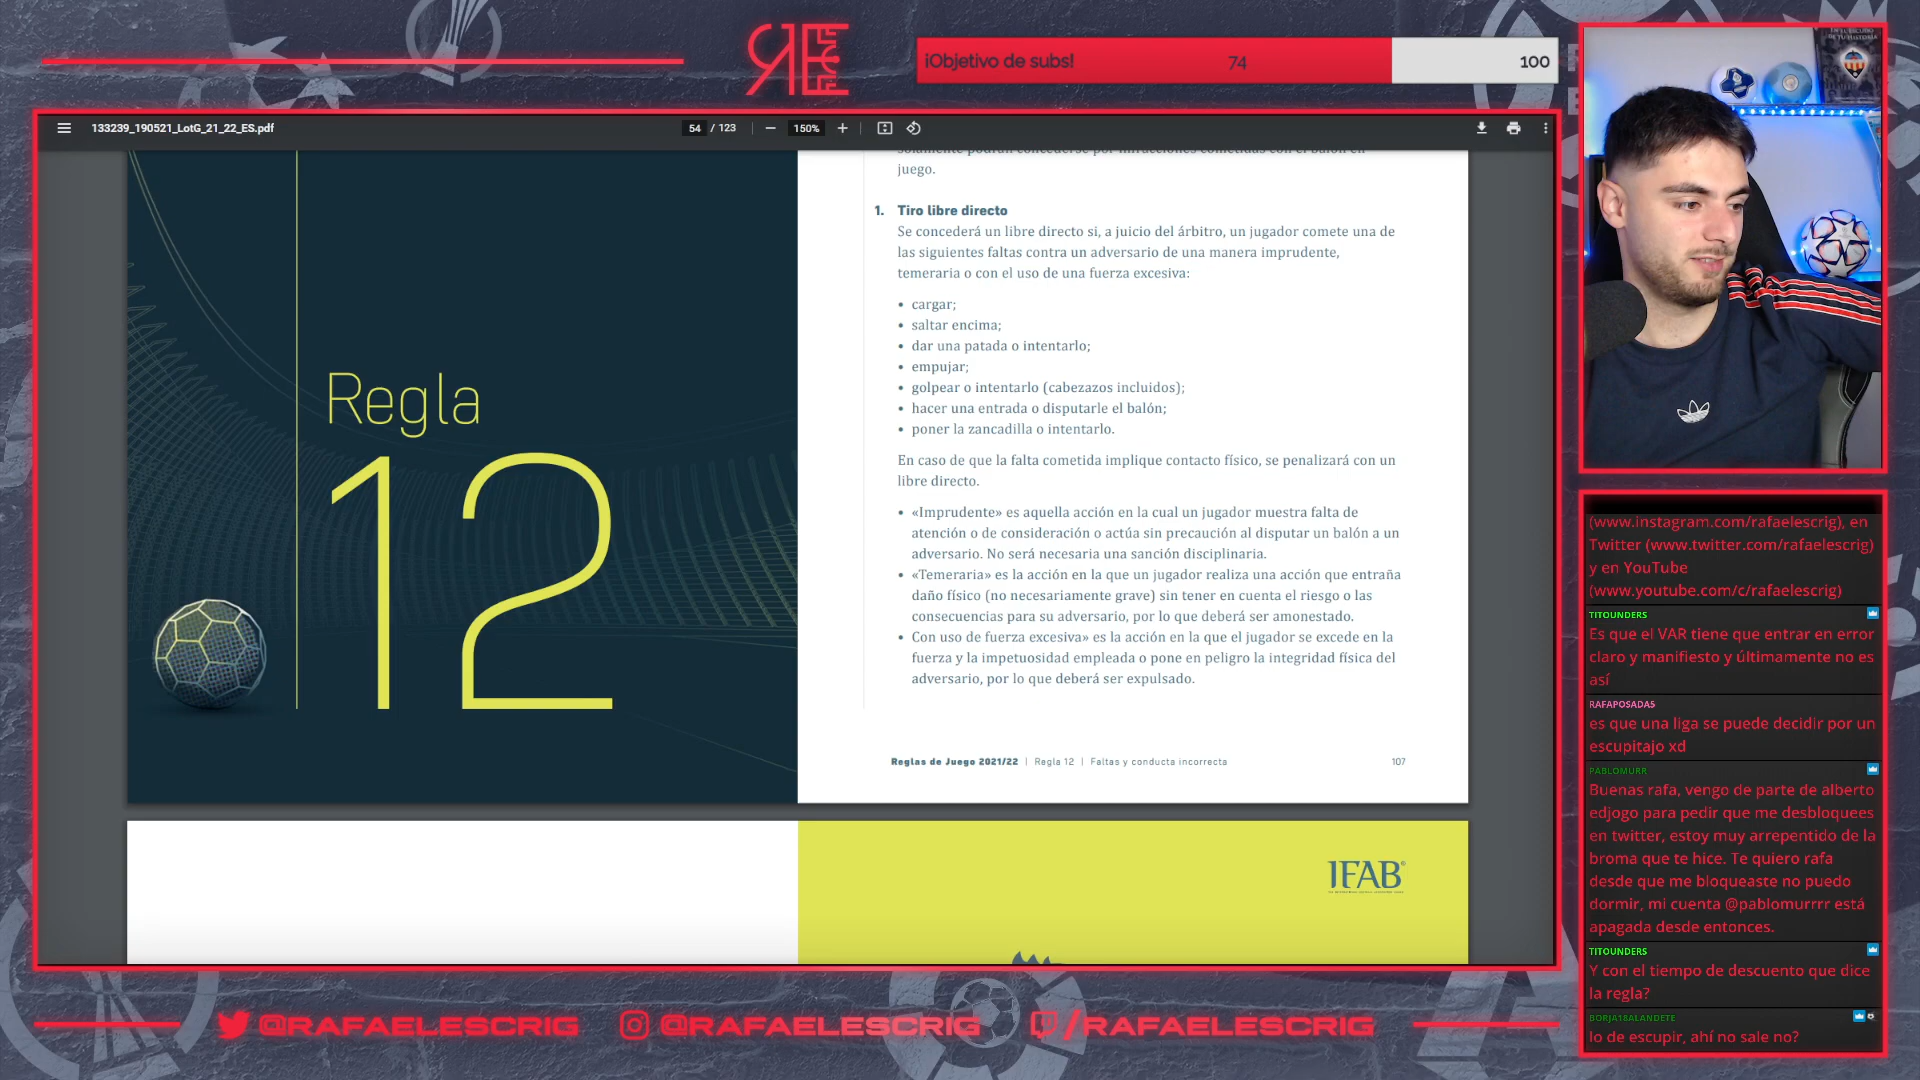 ¡Objetivo de subs!
74
100
133239_190521_LotG_21_22_ES.pdf
54 / 123
150%
solamente podrán concederse por infracciones cometidas con el balón en
juego.
1. Tiro libre directo
Se concederá un libre directo si, a juicio del árbitro, un jugador comete una de
las siguientes faltas contra un adversario de una manera imprudente,
temeraria o con el uso de una fuerza excesiva:
• cargar;
• saltar encima;
• dar una patada o intentarlo;
• empujar;
• golpear o intentarlo (cabezazos incluidos);
• hacer una entrada o disputarle el balón;
• poner la zancadilla o intentarlo.
En caso de que la falta cometida implique contacto físico, se penalizará con un
libre directo.
• «Imprudente» es aquella acción en la cual un jugador muestra falta de
atención o de consideración o actúa sin precaución al disputar un balón a un
adversario. No será necesaria una sanción disciplinaria.
• «Temeraria» es la acción en la que un jugador realiza una acción que entraña
daño físico (no necesariamente grave) sin tener en cuenta el riesgo o las
consecuencias para su adversario, por lo que deberá ser amonestado.
• Con uso de fuerza excesiva» es la acción en la que el jugador se excede en la
fuerza y la impetuosidad empleada o pone en peligro la integridad física del
adversario, por lo que deberá ser expulsado.
Reglas de Juego 2021/22 | Regla 12 | Faltas y conducta incorrecta
107
Regla
12
IFAB
(www.instagram.com/rafaelescrig), en
Twitter (www.twitter.com/rafaelescrig)
y en YouTube
(www.youtube.com/c/rafaelescrig)
TITOUNDERS
Es que el VAR tiene que entrar en error
claro y manifiesto y últimamente no es
así
RAFAPOSADA5
es que una liga se puede decidir por un
escupitajo xd
PABLOMURR
Buenas rafa, vengo de parte de alberto
edjogo para pedir que me desbloquees
en twitter, estoy muy arrepentido de la
broma que te hice. Te quiero rafa
desde que me bloqueaste no puedo
dormir, mi cuenta @pablomurrrr está
apagada desde entonces.
TITOUNDERS
Y con el tiempo de descuento que dice
la regla?
BORJA18ALANDETE
lo de escupir, ahí no sale no?
@RAFAELESCRIG
@RAFAELESCRIG
/RAFAELESCRIG